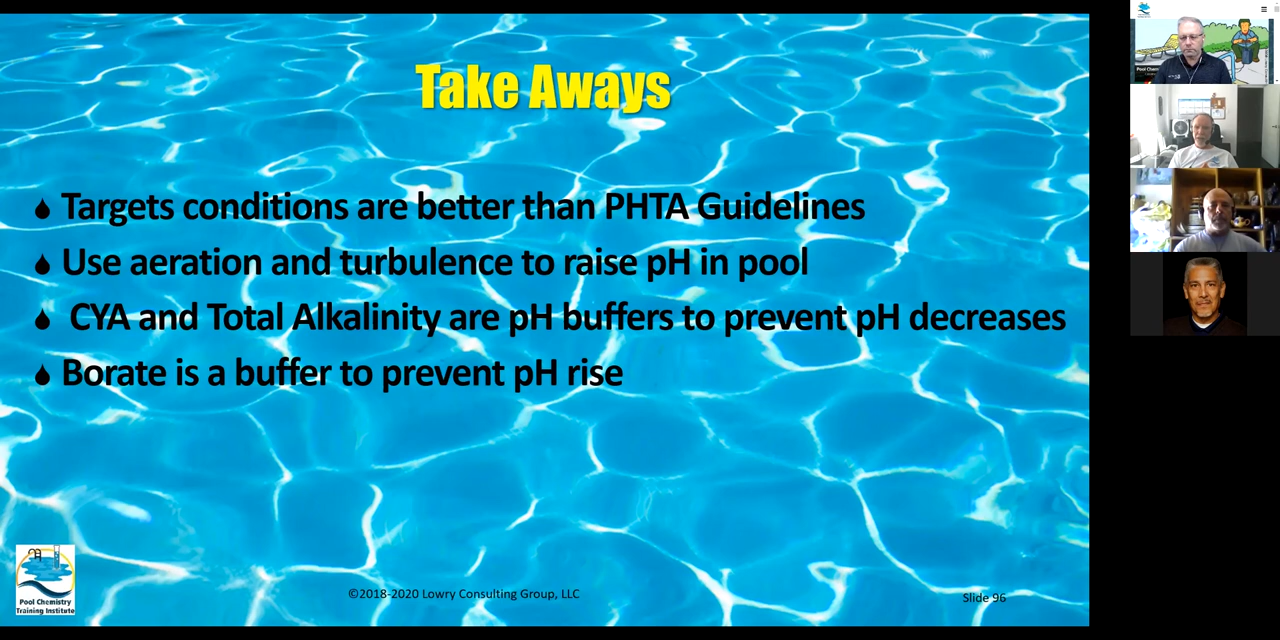 Take Aways
Targets conditions are better than PHTA Guidelines
Use aeration and turbulence to raise pH in pool
CYA and Total Alkalinity are pH buffers to prevent pH decreases
Borate is a buffer to prevent pH rise
Pool Chemistry
Training Institute
©2018-2020 Lowry Consulting Group, LLC
Slide 96